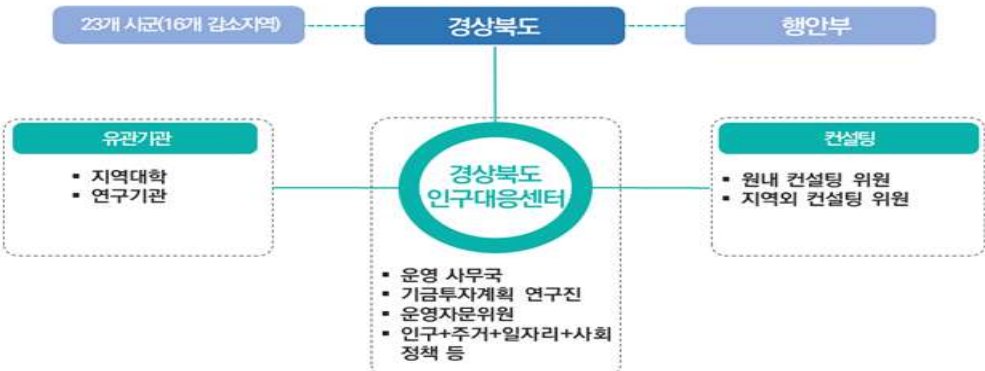 23개 시군(16개 감소지역)
경상북도
행안부
유관기관
▪ 지역대학
▪ 연구기관
경상북도
인구대응센터
▪ 운영 사무국
▪ 기금투자계획 연구진
▪ 운영자문위원
▪ 인구+주거+일자리+사회
정책 등
컨설팅
▪ 원내 컨설팅 위원
▪ 지역외 컨설팅 위원